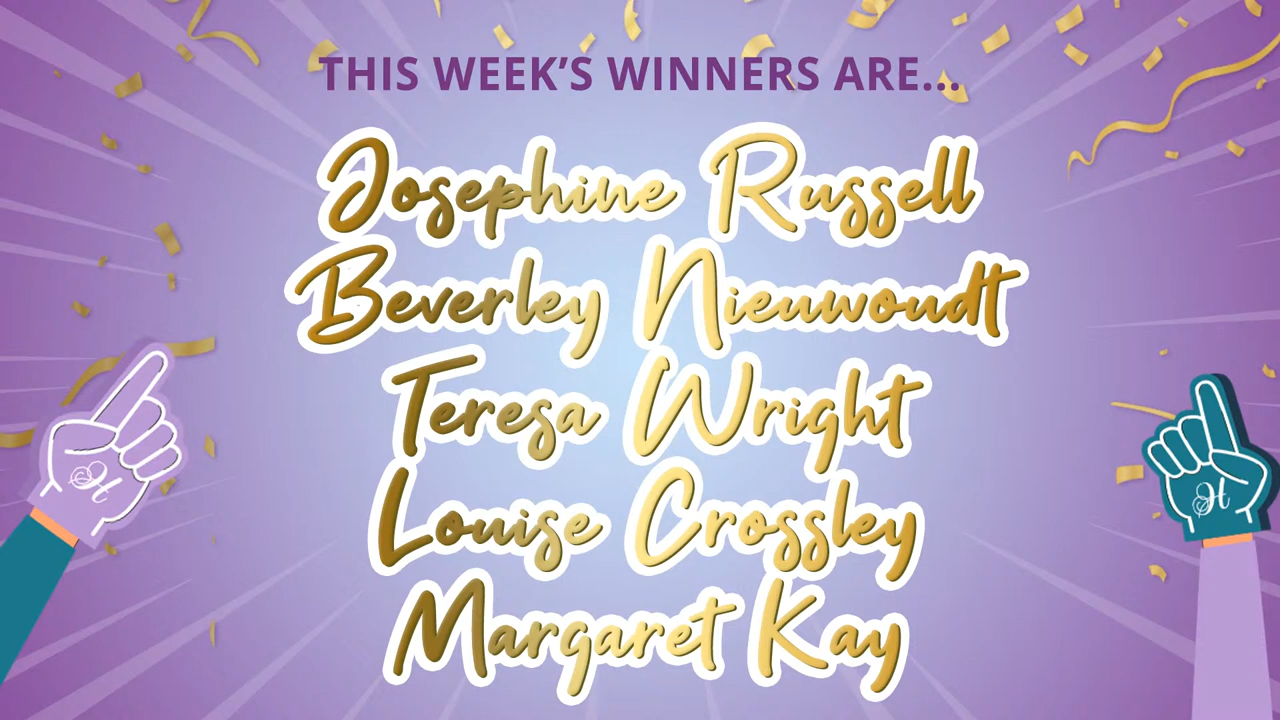 THIS WEEK’S WINNERS ARE...
Josephine Russell
Beverley Nieuwoudt
Teresa Wright
Louise Crossley
Margaret Kay
H
H